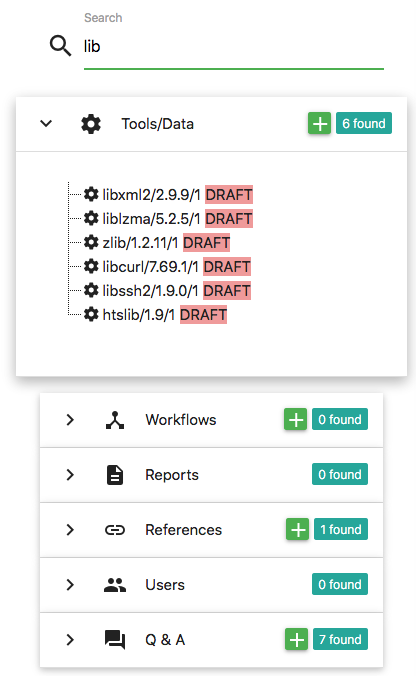 Search
lib
Tools/Data 6 found
libxml2/2.9.9/1 DRAFT
liblzma/5.2.5/1 DRAFT
zlib/1.2.11/1 DRAFT
libcurl/7.69.1/1 DRAFT
libssh2/1.9.0/1 DRAFT
htslib/1.9/1 DRAFT
Workflows 0 found
Reports 0 found
References 1 found
Users 0 found
Q & A 7 found